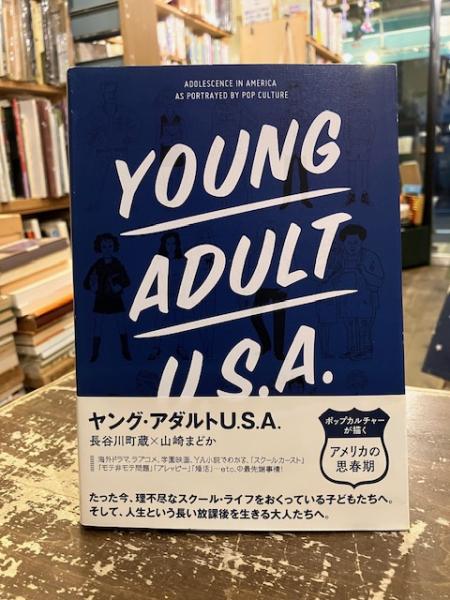 ADOLESCENCE IN AMERICA
AS PORTRAYED BY POP CULTURE
YOUNG
ADULT
U.S.A.
ヤング・アダルトU.S.A.
長谷川町蔵×山崎まどか
海外ドラマ、ラブコメ、学園映画、YA小説でわかる、「スクールカースト」
「モテ非モテ問題」「アレッピー」「婚活」…etc.の最先端事情!
ポップカルチャー
が描く
アメリカの
思春期
たった今、理不尽なスクール・ライフをおくっている子どもたちへ。
そして、人生という長い放課後を生きる大人たちへ。